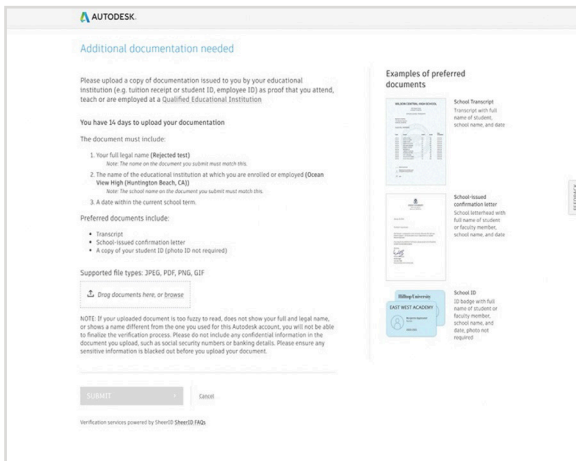 AUTODESK.
Additional documentation needed
Please upload a copy of documentation issued to you by your educational
institution (e.g. tuition receipt or student ID, employee ID) as proof that you attend,
teach or are employed at a Qualified Educational Institution
You have 14 days to upload your documentation
The document must include:
1. Your full legal name (Rejected test)
Note: The name on the document you submit must match this.
2. The name of the educational institution at which you are enrolled or employed (Ocean
View High (Huntington Beach, CA))
Note: The school name on the document you submit must match this.
3. A date within the current school term.
Preferred documents include:
• Transcript
• School-issued confirmation letter
• A copy of your student ID (photo ID not required)
Supported file types: JPEG, PDF, PNG, GIF
Drag documents here, or browse
NOTE: If your uploaded document is too fuzzy to read, does not show your full and legal name,
or shows a name different from the one you used for this Autodesk account, you will not be able
to finalize the verification process. Please do not include any confidential information in the
document you upload, such as social security numbers or banking details. Please ensure any
sensitive information is blacked out before you upload your document.
SUBMIT
Cancel
Verification services powered by SheerID SheerID FAQs
Examples of preferred
documents
School Transcript
Transcript with full
name of student,
school name, and date
School-issued
confirmation letter
School letterhead with
full name of student
or faculty member,
school name, and date
Billings University
EAST WEST ACADEMY
School ID
ID badge with full
name of student or
faculty member,
school name, and
date, photo not
required
FEEDBACK